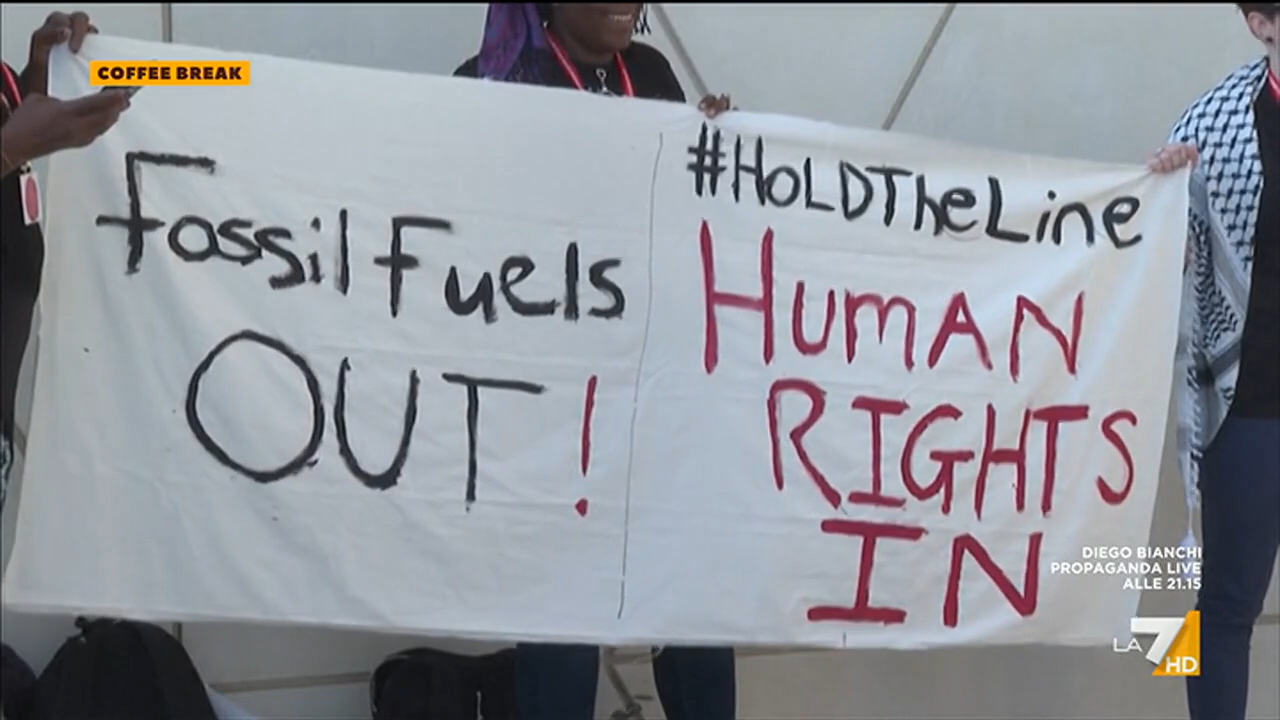 COFFEE BREAK
Fossil Fuels
OUT!
#HOLDTheLine
HUMAN
RIGHTS
IN
DIEGO BIANCHI
PROPAGANDA LIVE
ALLE 21.15
LA7
HD